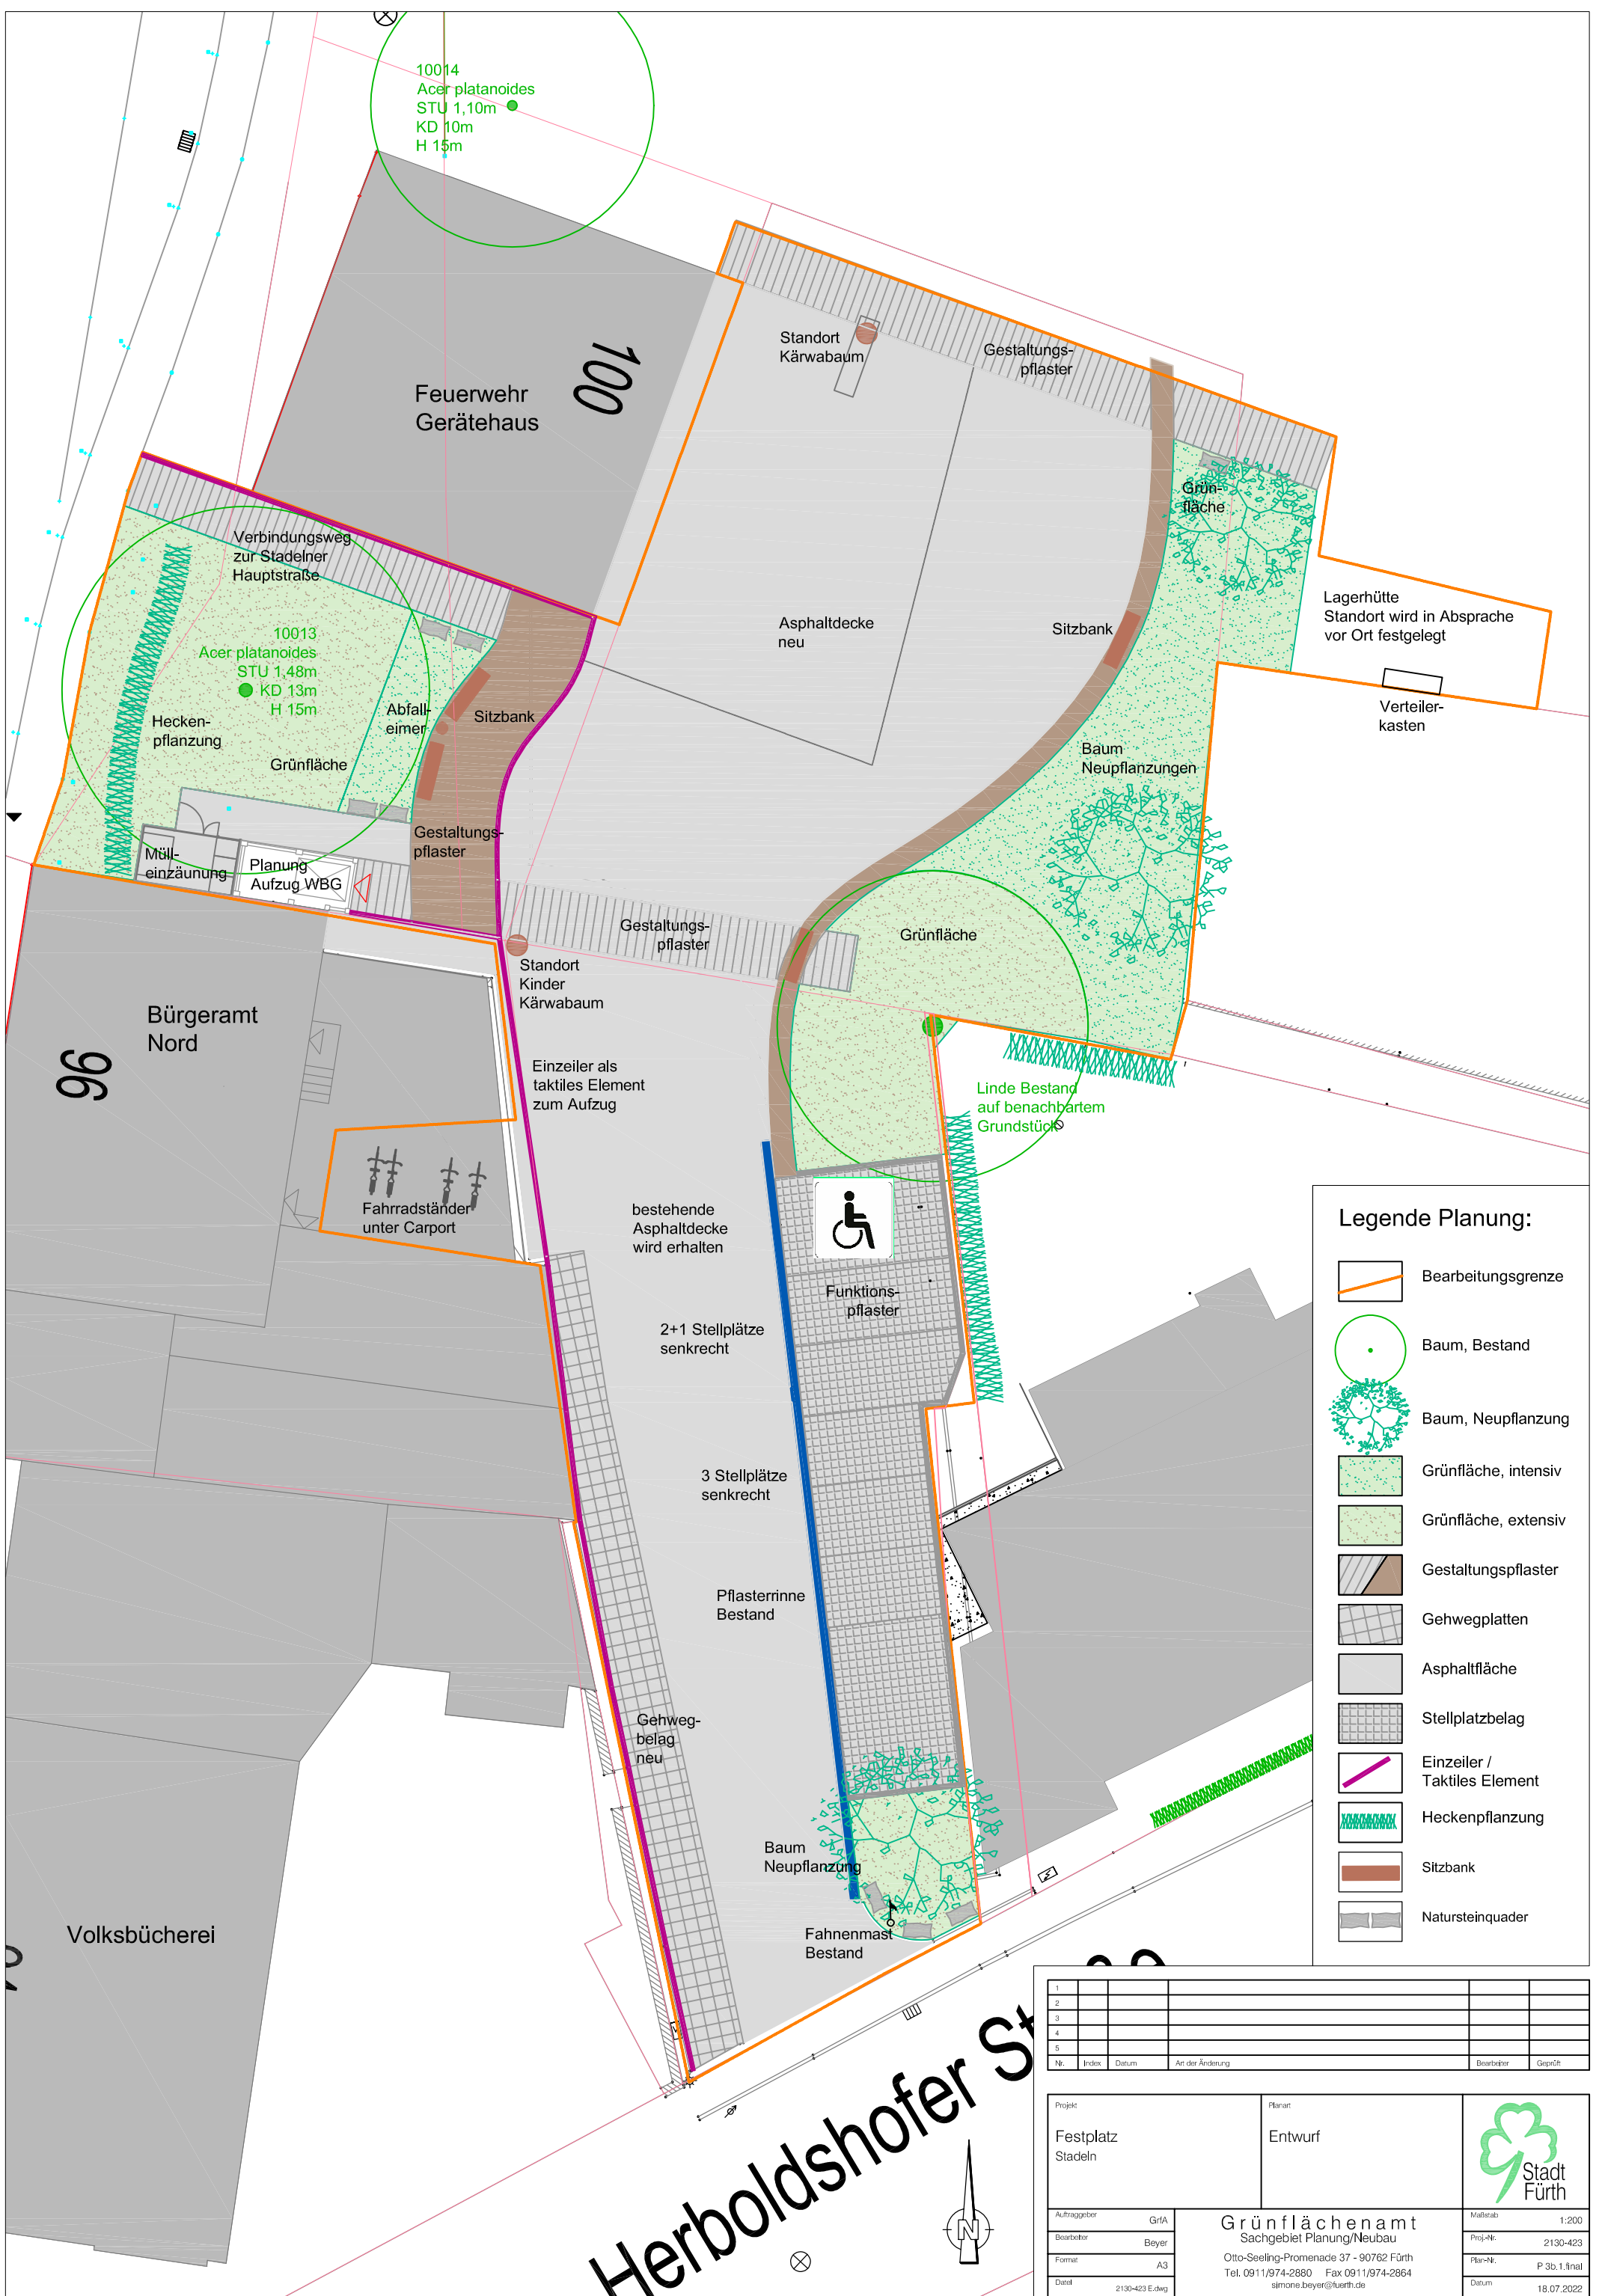 10014
Acer platanoides
STU 1,10m
KD 10m
H 15m
Feuerwehr
Gerätehaus
100
Standort
Kärwabaum
Gestaltungs-
pflaster
Grün-
fläche
Verbindungsweg
zur Stadelner
Hauptstraße
10013
Acer platanoides
STU 1,48m
KD 13m
H 15m
Hecken-
pflanzung
Grünfläche
Abfall-
eimer
Sitzbank
Asphaltdecke
neu
Sitzbank
Lagerhütte
Standort wird in Absprache
vor Ort festgelegt
Verteiler-
kasten
Baum
Neupflanzungen
Gestaltungs-
pflaster
Müll-
einzäunung
Planung
Aufzug WBG
Gestaltungs-
pflaster
Grünfläche
Standort
Kinder
Kärwabaum
Bürgeramt
Nord
96
Einzeiler als
taktiles Element
zum Aufzug
Linde Bestand
auf benachbartem
Grundstück
Fahrradständer
unter Carport
bestehende
Asphaltdecke
wird erhalten
Funktions-
pflaster
2+1 Stellplätze
senkrecht
3 Stellplätze
senkrecht
Pflasterrinne
Bestand
Gehweg-
belag
neu
Baum
Neupflanzung
Fahnenmast
Bestand
Volksbücherei
Herboldshofer
N
Legende Planung:
Bearbeitungsgrenze
Baum, Bestand
Baum, Neupflanzung
Grünfläche, intensiv
Grünfläche, extensiv
Gestaltungspflaster
Gehwegplatten
Asphaltfläche
Stellplatzbelag
Einzeiler /
Taktiles Element
Heckenpflanzung
Sitzbank
Natursteinquader
1
2
3
4
5
Nr. Index Datum Art der Änderung Bearbeiter Geprüft
Projekt
Festplatz
Stadeln
Planart
Entwurf
Stadt
Fürth
Auftraggeber GrfA
Bearbeiter Beyer
Format A3
Datei 2130-423 E.dwg
Grünflächenamt
Sachgebiet Planung/Neubau
Otto-Seeling-Promenade 37 - 90762 Fürth
Tel. 0911/974-2880 Fax 0911/974-2864
simone.beyer@fuerth.de
Maßstab 1:200
Proj.-Nr. 2130-423
Plan-Nr. P 3b.1.final
Datum 18.07.2022